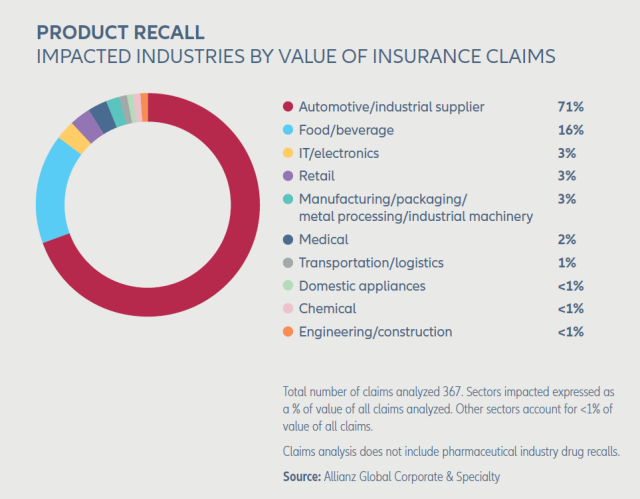 PRODUCT RECALL
IMPACTED INDUSTRIES BY VALUE OF INSURANCE CLAIMS
Automotive/industrial supplier 71%
Food/beverage 16%
IT/electronics 3%
Retail 3%
Manufacturing/packaging/ 3%
metal processing/industrial machinery
Medical 2%
Transportation/logistics 1%
Domestic appliances <1%
Chemical <1%
Engineering/construction <1%
Total number of claims analyzed 367. Sectors impacted expressed as
a % of value of all claims analyzed. Other sectors account for <1% of
value of all claims.
Claims analysis does not include pharmaceutical industry drug recalls.
Source: Allianz Global Corporate & Specialty